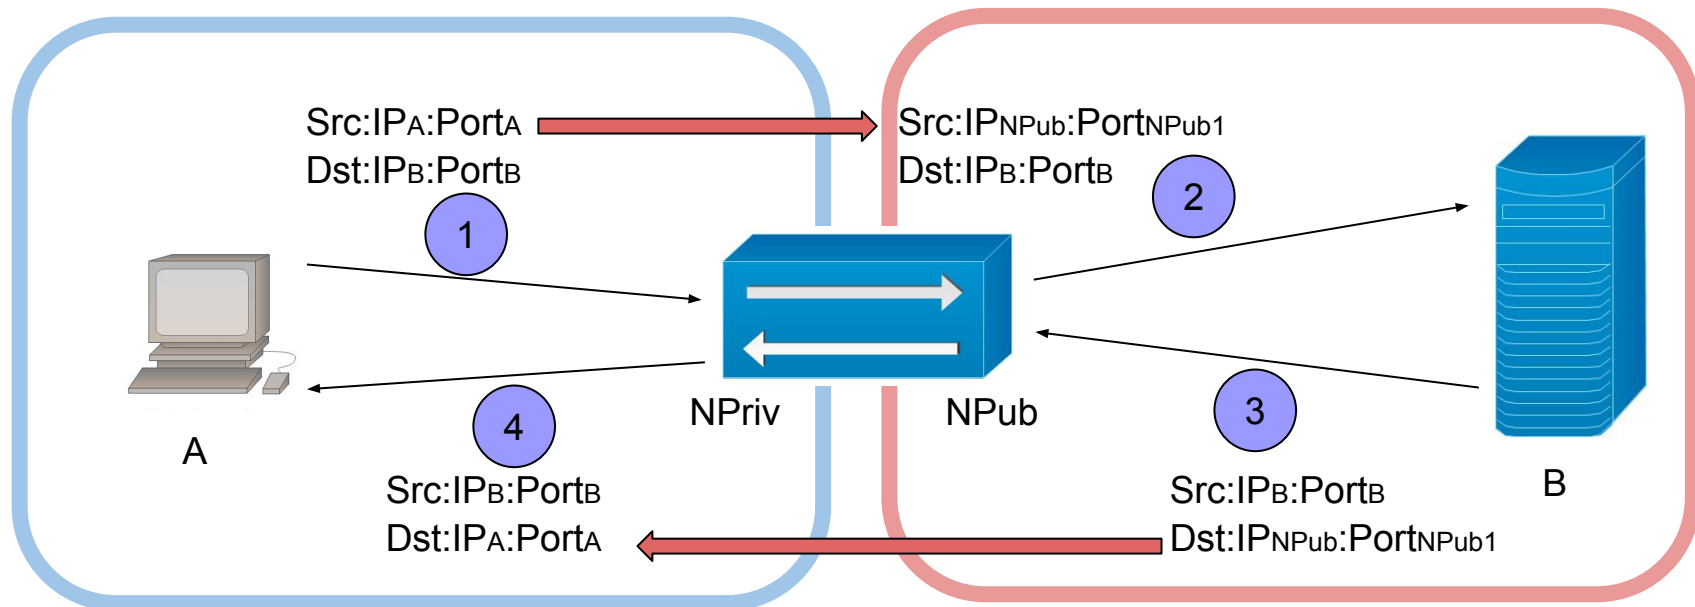 Src:IPA:PortA
Dst:IPB:PortB
Src:IPNPub:PortNPub1
Dst:IPB:PortB
1
2
NPriv
NPub
A
4
3
B
Src:IPB:PortB
Dst:IPA:PortA
Src:IPB:PortB
Dst:IPNPub:PortNPub1